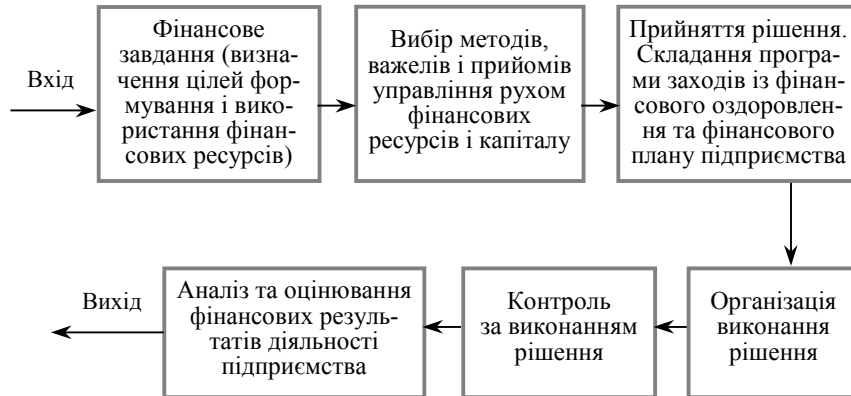 Вхід
Фінансове
завдання (визна-
чення цілей фор-
мування і вико-
ристання фінан-
сових ресурсів)
Вибір методів,
важелів і прийомів
управління рухом
фінансових
ресурсів і капіталу
Прийняття рішення.
Складання програ-
ми заходів із фінан-
сового оздоровлен-
ня та фінансового
плану підприємства
Організація
виконання
рішення
Контроль
за виконанням
рішення
Аналіз та оцінювання
фінансових резуль-
татів діяльності
підприємства
Вихід